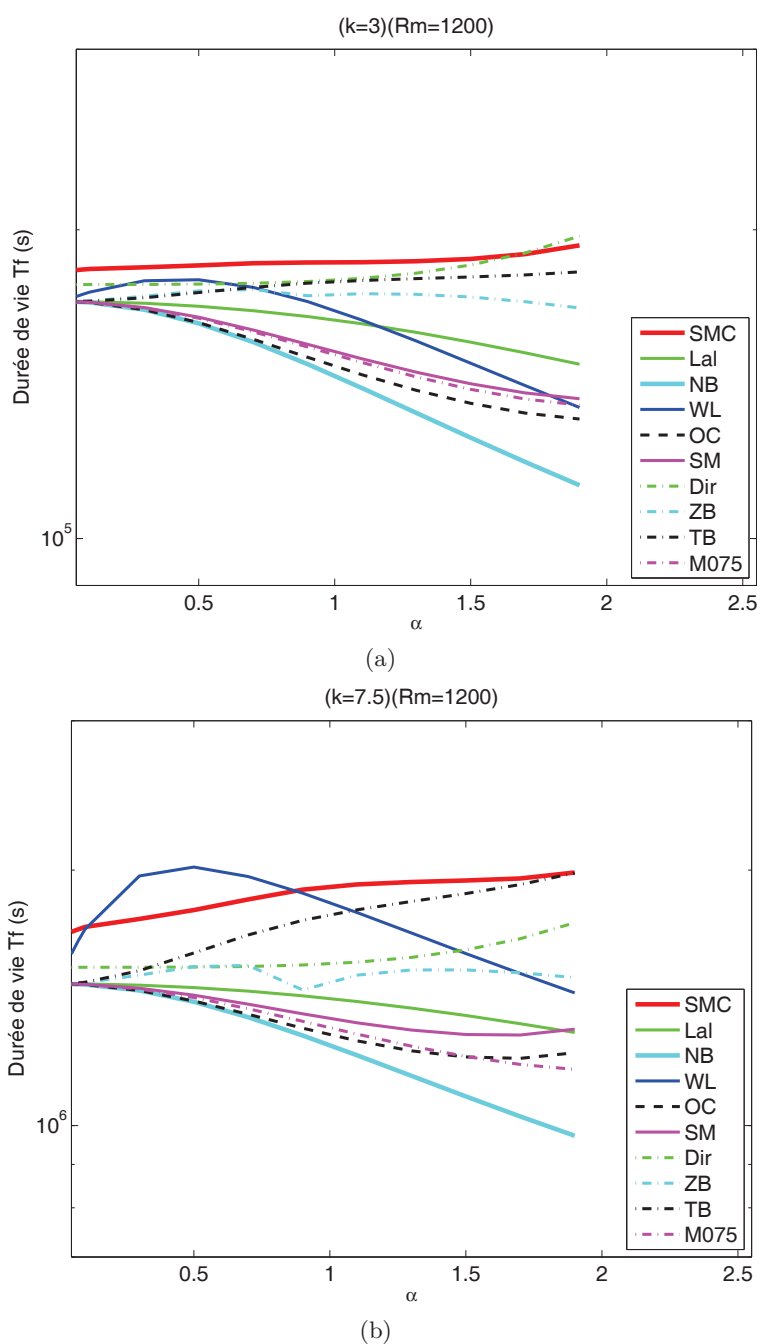 (k=3)(Rm=1200)
Durée de vie Tf (s)
10^5
0.5 1 1.5 2 2.5
α
SMC
Lal
NB
WL
OC
SM
Dir
ZB
TB
M075
(a)
(k=7.5)(Rm=1200)
Durée de vie Tf (s)
10^6
0.5 1 1.5 2 2.5
α
SMC
Lal
NB
WL
OC
SM
Dir
ZB
TB
M075
(b)